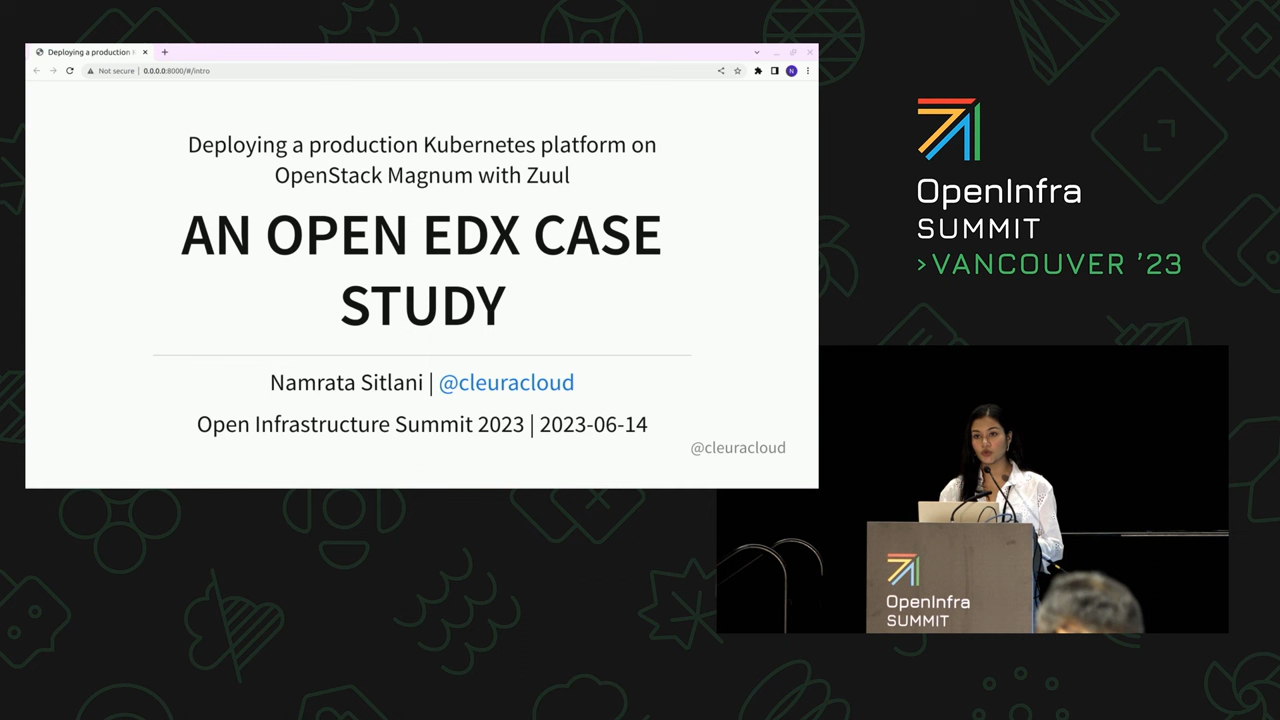 Deploying a production K
Not secure | 0.0.0.0:8000/#/intro
N
Deploying a production Kubernetes platform on
OpenStack Magnum with Zuul
AN OPEN EDX CASE
STUDY
Namrata Sitlani | @cleuracloud
Open Infrastructure Summit 2023 | 2023-06-14
@cleuracloud
OpenInfra
SUMMIT
>VANCOUVER '23
OpenInfra
SUMMIT